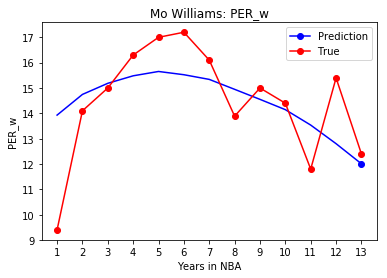 Mo Williams: PER_w
Prediction
True
17
16
15
14
13
12
11
10
9
PER_w
1 2 3 4 5 6 7 8 9 10 11 12 13
Years in NBA